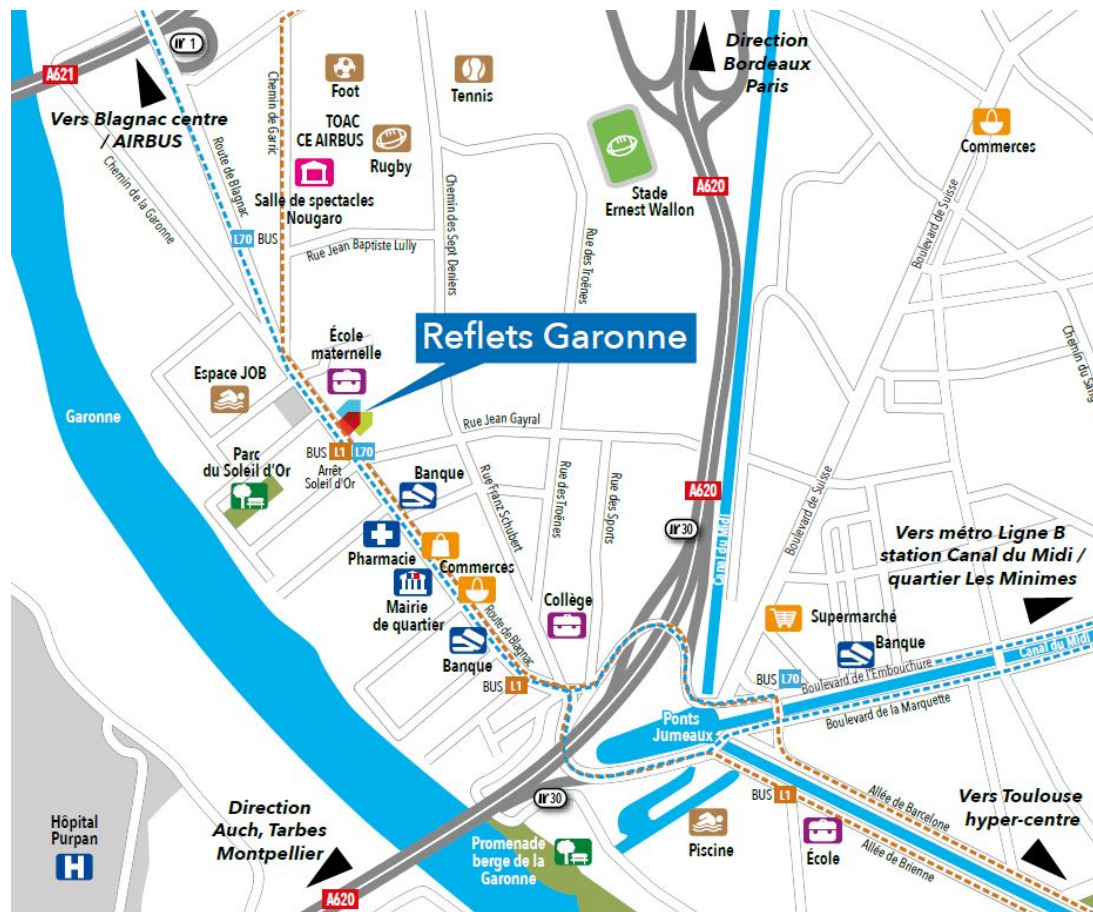 A621
1
Vers Blagnac centre
/ AIRBUS
Chemin de Garric
Foot
TOAC
CE AIRBUS
Rugby
Tennis
Salle de spectacles
Nougaro
Stade
Ernest Wallon
Direction
Bordeaux
Paris
A620
Commerces
Boulevard de Suisse
Chemin de la Garonne
Route de Blagnac
L70 BUS
Rue Jean Baptiste Lully
Chemin des Sept Deniers
Rue des Troënes
Reflets Garonne
École
maternelle
Espace JOB
Garonne
Chemin du Sang
Parc
du Soleil d'Or
BUS L1 L70
Arrêt
Soleil d'Or
Rue Jean Gayral
Banque
Rue Franz Schubert
Rue des Troënes
Rue des Sports
A620
30
Canal du Midi
Boulevard de Suisse
Vers métro Ligne B
station Canal du Midi /
quartier Les Minimes
Pharmacie
Commerces
Mairie
de quartier
Route de Blagnac
Banque
Collège
Supermarché
Banque
BUS L1
BUS L70
Boulevard de l'Embouchure
Canal du Midi
Boulevard de la Marquette
Ponts
Jumeaux
30
BUS L1
Allée de Barcelone
Allée de Brienne
Vers Toulouse
hyper-centre
Hôpital
Purpan
H
Direction
Auch, Tarbes
Montpellier
Promenade
berge de la
Garonne
Piscine
École
A620